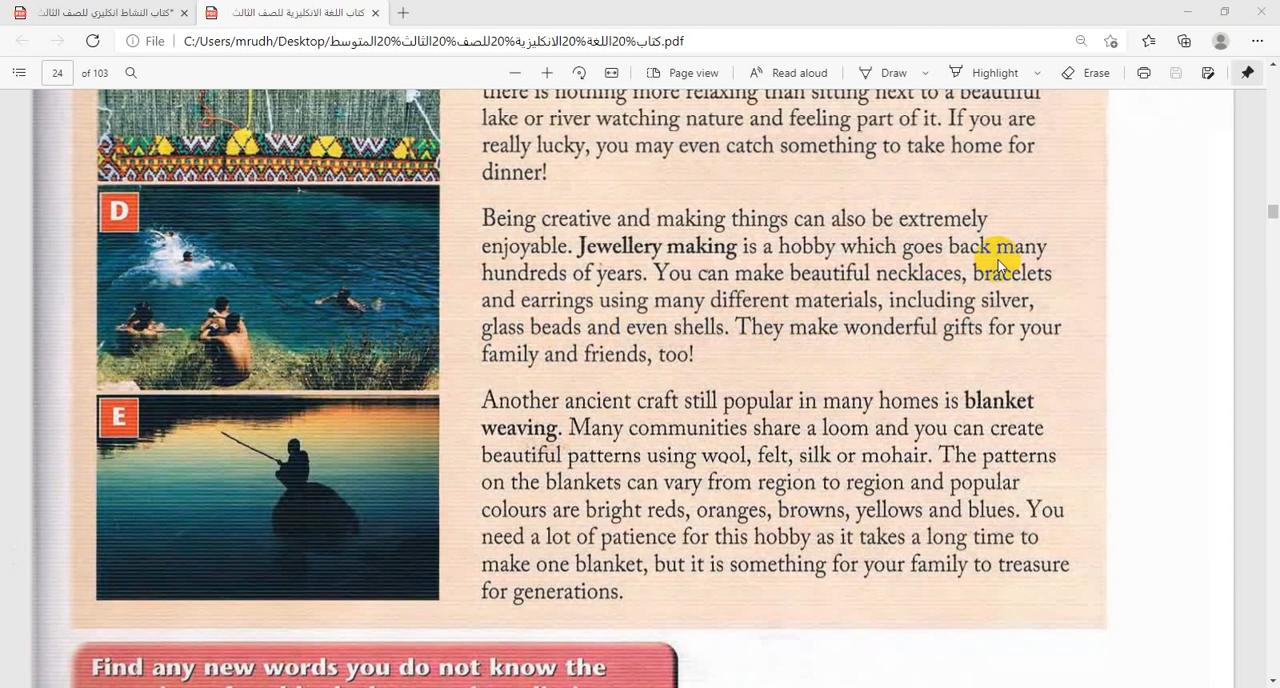 *كتاب النشاط انكليزي للصف الثالث
كتاب اللغة الانكليزية للصف الثالث
File
C:/Users/mrudh/Desktop/كتاب%20اللغة%20الانكليزية%20للصف%20الثالث%20المتوسط.pdf
24 of 103
Page view
Read aloud
Draw
Highlight
Erase
there is nothing more relaxing than sitting next to a beautiful
lake or river watching nature and feeling part of it. If you are
really lucky, you may even catch something to take home for
dinner!
D
Being creative and making things can also be extremely
enjoyable. Jewellery making is a hobby which goes back many
hundreds of years. You can make beautiful necklaces, bracelets
and earrings using many different materials, including silver,
glass beads and even shells. They make wonderful gifts for your
family and friends, too!
E
Another ancient craft still popular in many homes is blanket
weaving. Many communities share a loom and you can create
beautiful patterns using wool, felt, silk or mohair. The patterns
on the blankets can vary from region to region and popular
colours are bright reds, oranges, browns, yellows and blues. You
need a lot of patience for this hobby as it takes a long time to
make one blanket, but it is something for your family to treasure
for generations.
Find any new words you do not know the